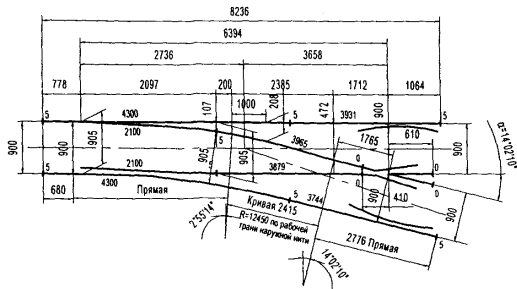 8236
6394
2736 3658
778 2097 200 2385 1712 1064
107 1000 208 472 900
5 4300 5 3931 5
2100 3965 1765 610
900 900 905 5 905 905 900
α=14°02'10"
2100 3879 0 0
5 4300 5 3744 0 900 410 900
680 Прямая Кривая 2415
R=12450 по рабочей
грани наружной нити
2°55'14" 14°02'10" 2776 Прямая 5